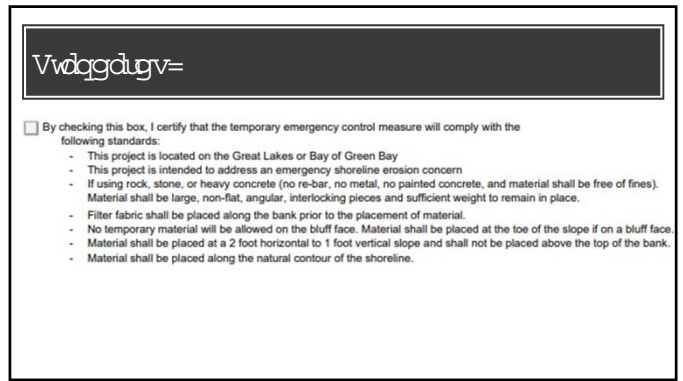 Vwdqgdugv=
By checking this box, I certify that the temporary emergency control measure will comply with the
following standards:
- This project is located on the Great Lakes or Bay of Green Bay
- This project is intended to address an emergency shoreline erosion concern
- If using rock, stone, or heavy concrete (no re-bar, no metal, no painted concrete, and material shall be free of fines).
Material shall be large, non-flat, angular, interlocking pieces and sufficient weight to remain in place.
- Filter fabric shall be placed along the bank prior to the placement of material.
- No temporary material will be allowed on the bluff face. Material shall be placed at the toe of the slope if on a bluff face.
- Material shall be placed at a 2 foot horizontal to 1 foot vertical slope and shall not be placed above the top of the bank.
- Material shall be placed along the natural contour of the shoreline.